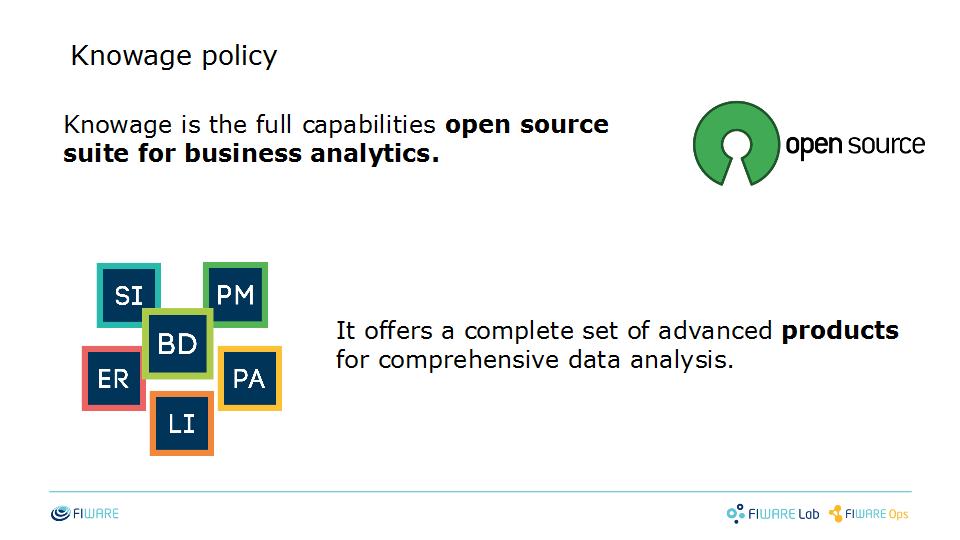 Knowage policy
Knowage is the full capabilities open source
suite for business analytics.
open source
SI
PM
BD
ER
PA
LI
It offers a complete set of advanced products
for comprehensive data analysis.
FIWARE
FIWARE Lab
FIWARE Ops